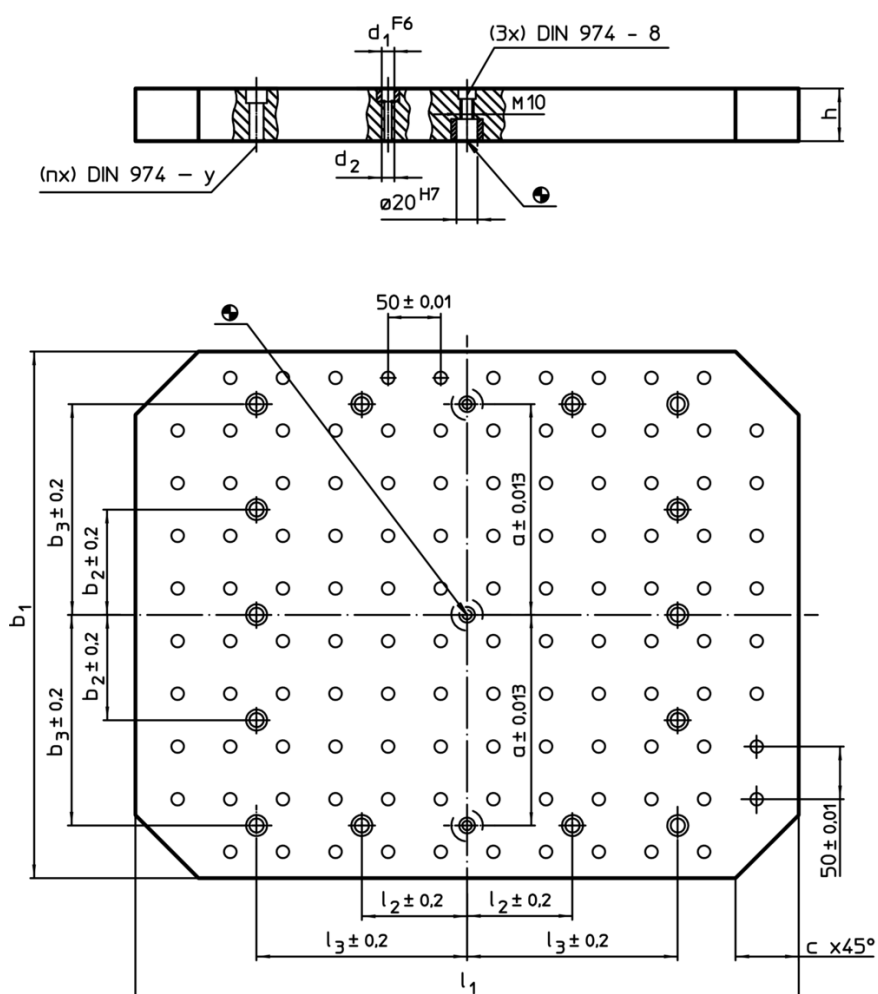 d1 F6
(3x) DIN 974 - 8
M10
h
(nx) DIN 974 - y
d2
ø20 H7
50 ± 0,01
b1
b3 ± 0,2
b2 ± 0,2
a ± 0,013
b2 ± 0,2
b3 ± 0,2
a ± 0,013
50 ± 0,01
l2 ± 0,2
l2 ± 0,2
l3 ± 0,2
l3 ± 0,2
c x45°
l1